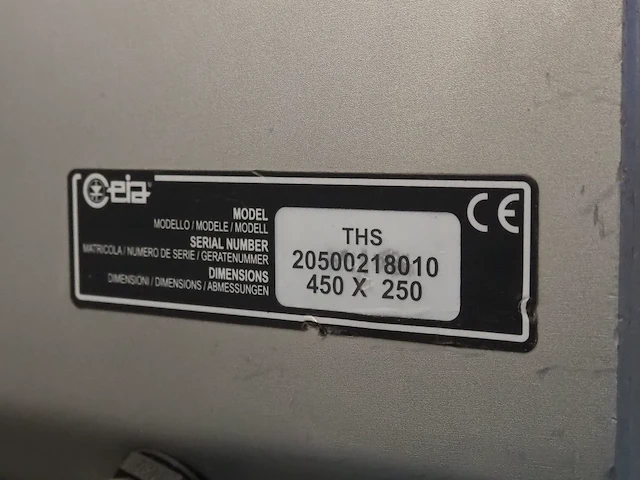 Ceia®
CE
MODEL
MODELLO / MODELE / MODELL
THS
SERIAL NUMBER
MATRICOLA / NUMERO DE SERIE / GERATENUMMER
20500218010
DIMENSIONS
DIMENSIONI / DIMENSIONS / ABMESSUNGEN
450 X 250